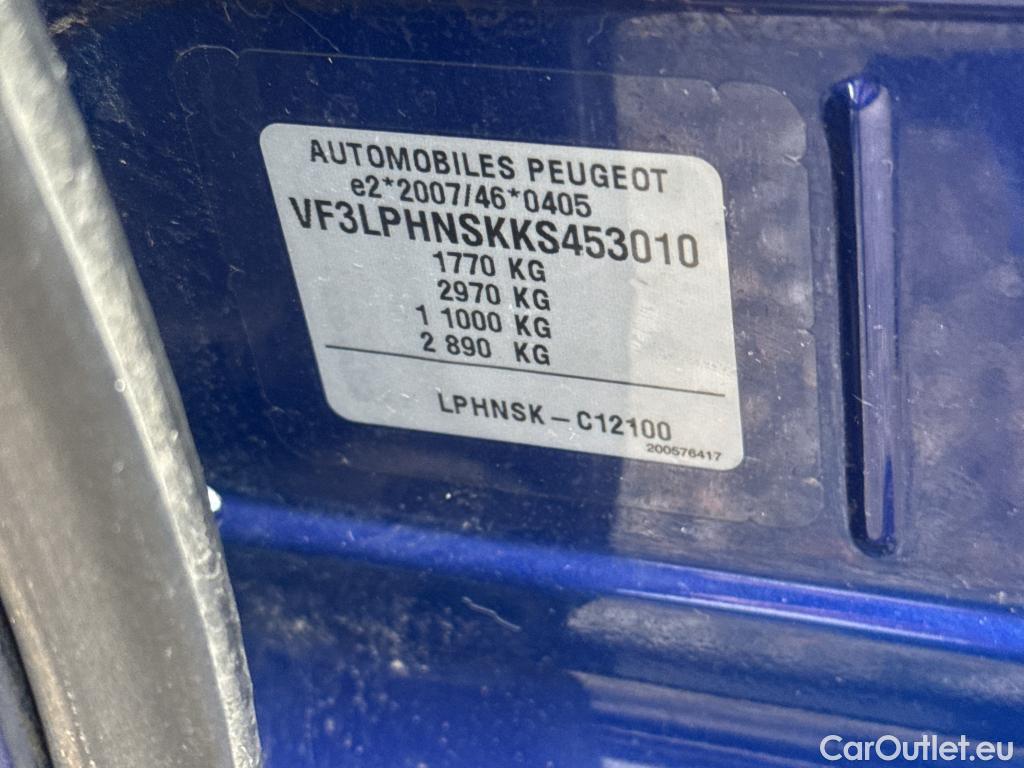 AUTOMOBILES PEUGEOT
e2*2007/46*0405
VF3LPHNSKKS453010
1770 KG
2970 KG
1 1000 KG
2 890 KG
LPHNSK – C12100
200576417
CarOutlet.eu